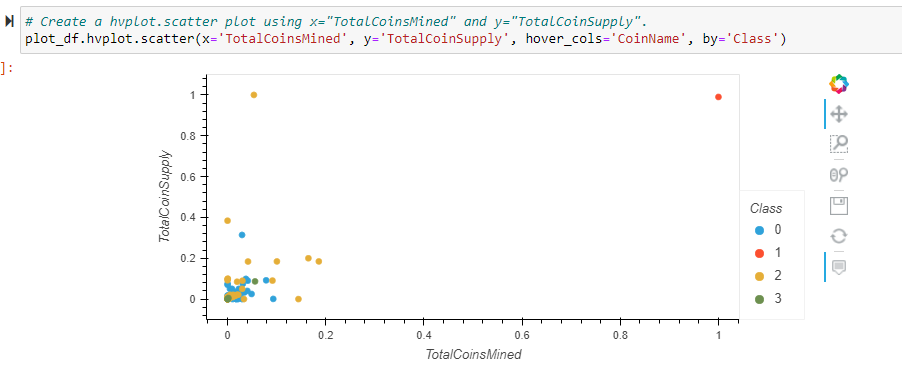 # Create a hvplot.scatter plot using x="TotalCoinsMined" and y="TotalCoinSupply".
plot_df.hvplot.scatter(x='TotalCoinsMined', y='TotalCoinSupply', hover_cols='CoinName', by='Class')
]:
1
0.8
0.6
0.4
0.2
0
TotalCoinSupply
0 0.2 0.4 0.6 0.8 1
TotalCoinsMined
Class
0
1
2
3